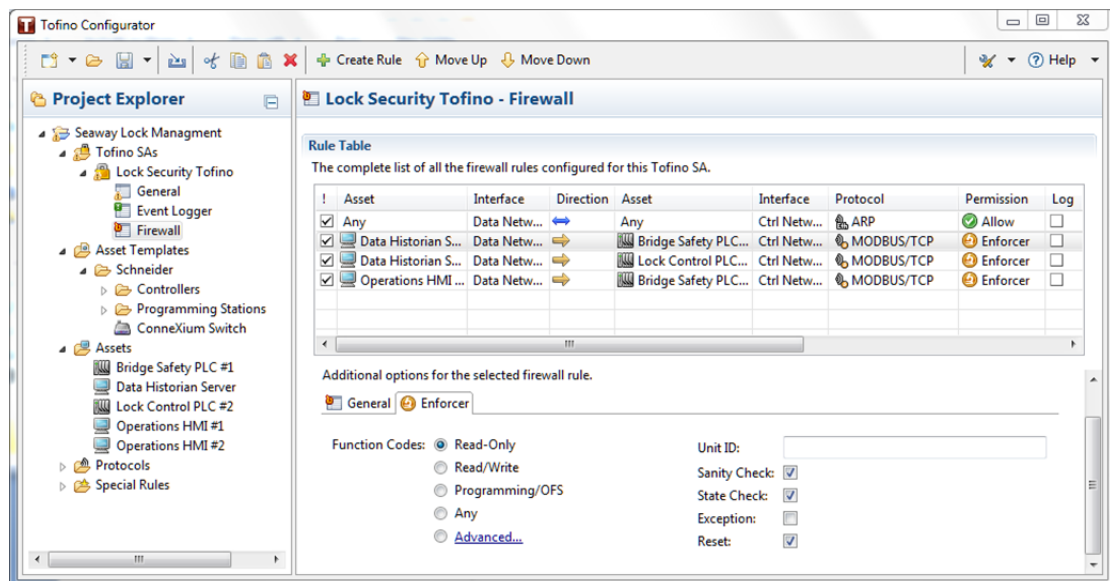 Tofino Configurator
Create Rule Move Up Move Down Help
Project Explorer
Seaway Lock Managment
Tofino SAs
Lock Security Tofino
General
Event Logger
Firewall
Asset Templates
Schneider
Controllers
Programming Stations
ConneXium Switch
Assets
Bridge Safety PLC #1
Data Historian Server
Lock Control PLC #2
Operations HMI #1
Operations HMI #2
Protocols
Special Rules
Lock Security Tofino - Firewall
Rule Table
The complete list of all the firewall rules configured for this Tofino SA.
! Asset Interface Direction Asset Interface Protocol Permission Log
Any Data Netw... Any Ctrl Netw... ARP Allow
Data Historian S... Data Netw... Bridge Safety PLC... Ctrl Netw... MODBUS/TCP Enforcer
Data Historian S... Data Netw... Lock Control PLC... Ctrl Netw... MODBUS/TCP Enforcer
Operations HMI ... Data Netw... Bridge Safety PLC... Ctrl Netw... MODBUS/TCP Enforcer
Additional options for the selected firewall rule.
General Enforcer
Function Codes: Read-Only
Read/Write
Programming/OFS
Any
Advanced...
Unit ID:
Sanity Check:
State Check:
Exception:
Reset: